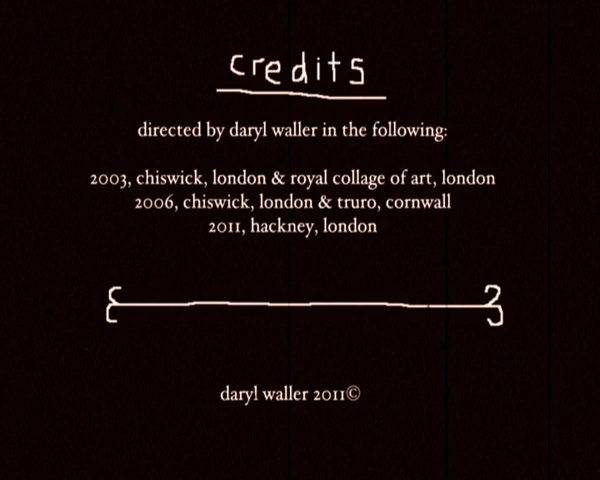 credits
directed by daryl waller in the following:
2003, chiswick, london & royal collage of art, london
2006, chiswick, london & truro, cornwall
2011, hackney, london
daryl waller 2011©